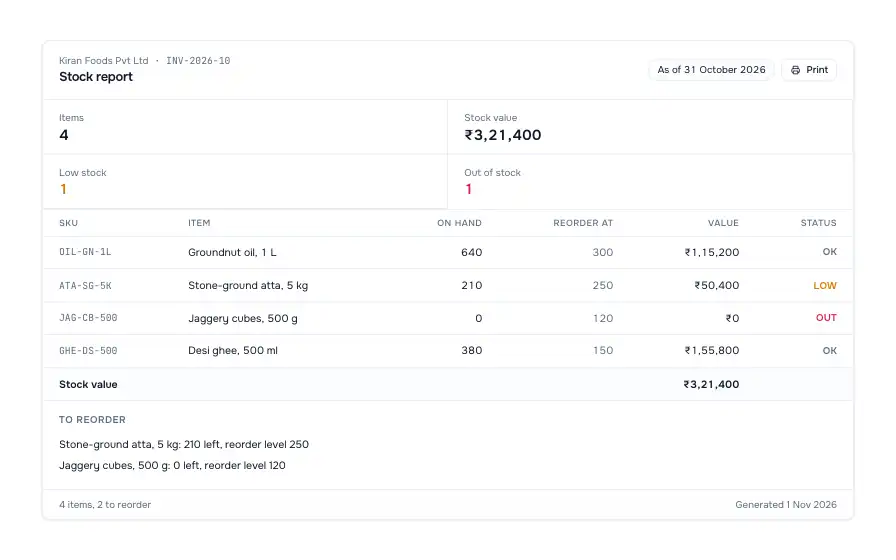 Kiran Foods Pvt Ltd · INV-2026-10
Stock report
As of 31 October 2026
Print
Items
4
Stock value
₹3,21,400
Low stock
1
Out of stock
1
SKU ITEM ON HAND REORDER AT VALUE STATUS
OIL-GN-1L Groundnut oil, 1 L 640 300 ₹1,15,200 OK
ATA-SG-5K Stone-ground atta, 5 kg 210 250 ₹50,400 LOW
JAG-CB-500 Jaggery cubes, 500 g 0 120 ₹0 OUT
GHE-DS-500 Desi ghee, 500 ml 380 150 ₹1,55,800 OK
Stock value ₹3,21,400
TO REORDER
Stone-ground atta, 5 kg: 210 left, reorder level 250
Jaggery cubes, 500 g: 0 left, reorder level 120
4 items, 2 to reorder
Generated 1 Nov 2026